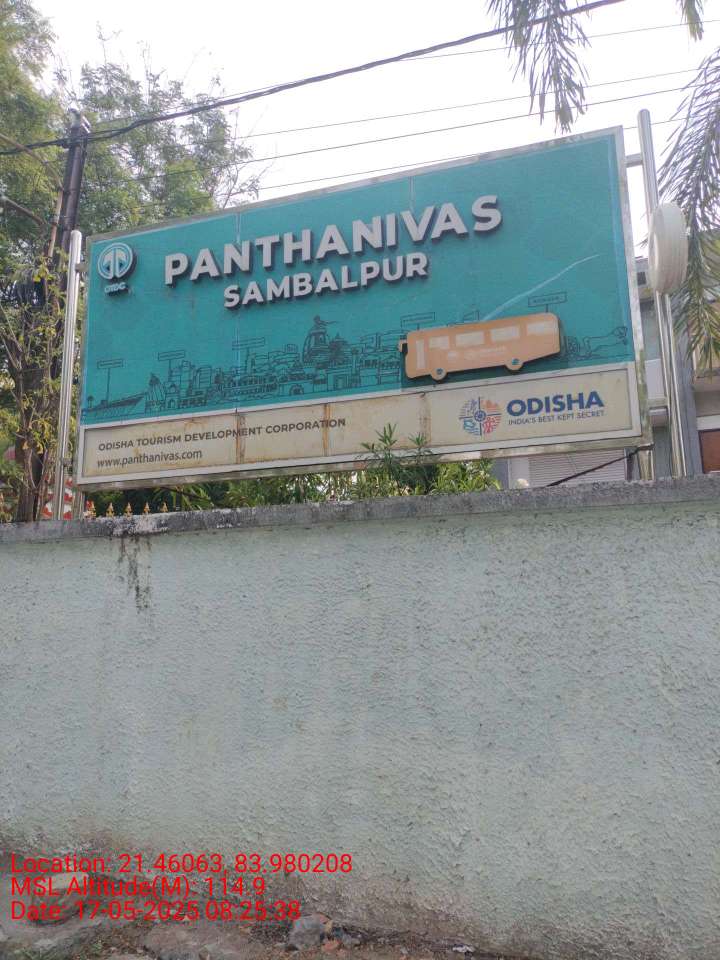 PANTHANIVAS
SAMBALPUR
OTDC
ODISHA TOURISM DEVELOPMENT CORPORATION
www.panthanivas.com
ODISHA
INDIA'S BEST KEPT SECRET
Location: 21.46063, 83.980208
MSL Altitude(M): 114.9
Date: 17-05-2025 08:25:38